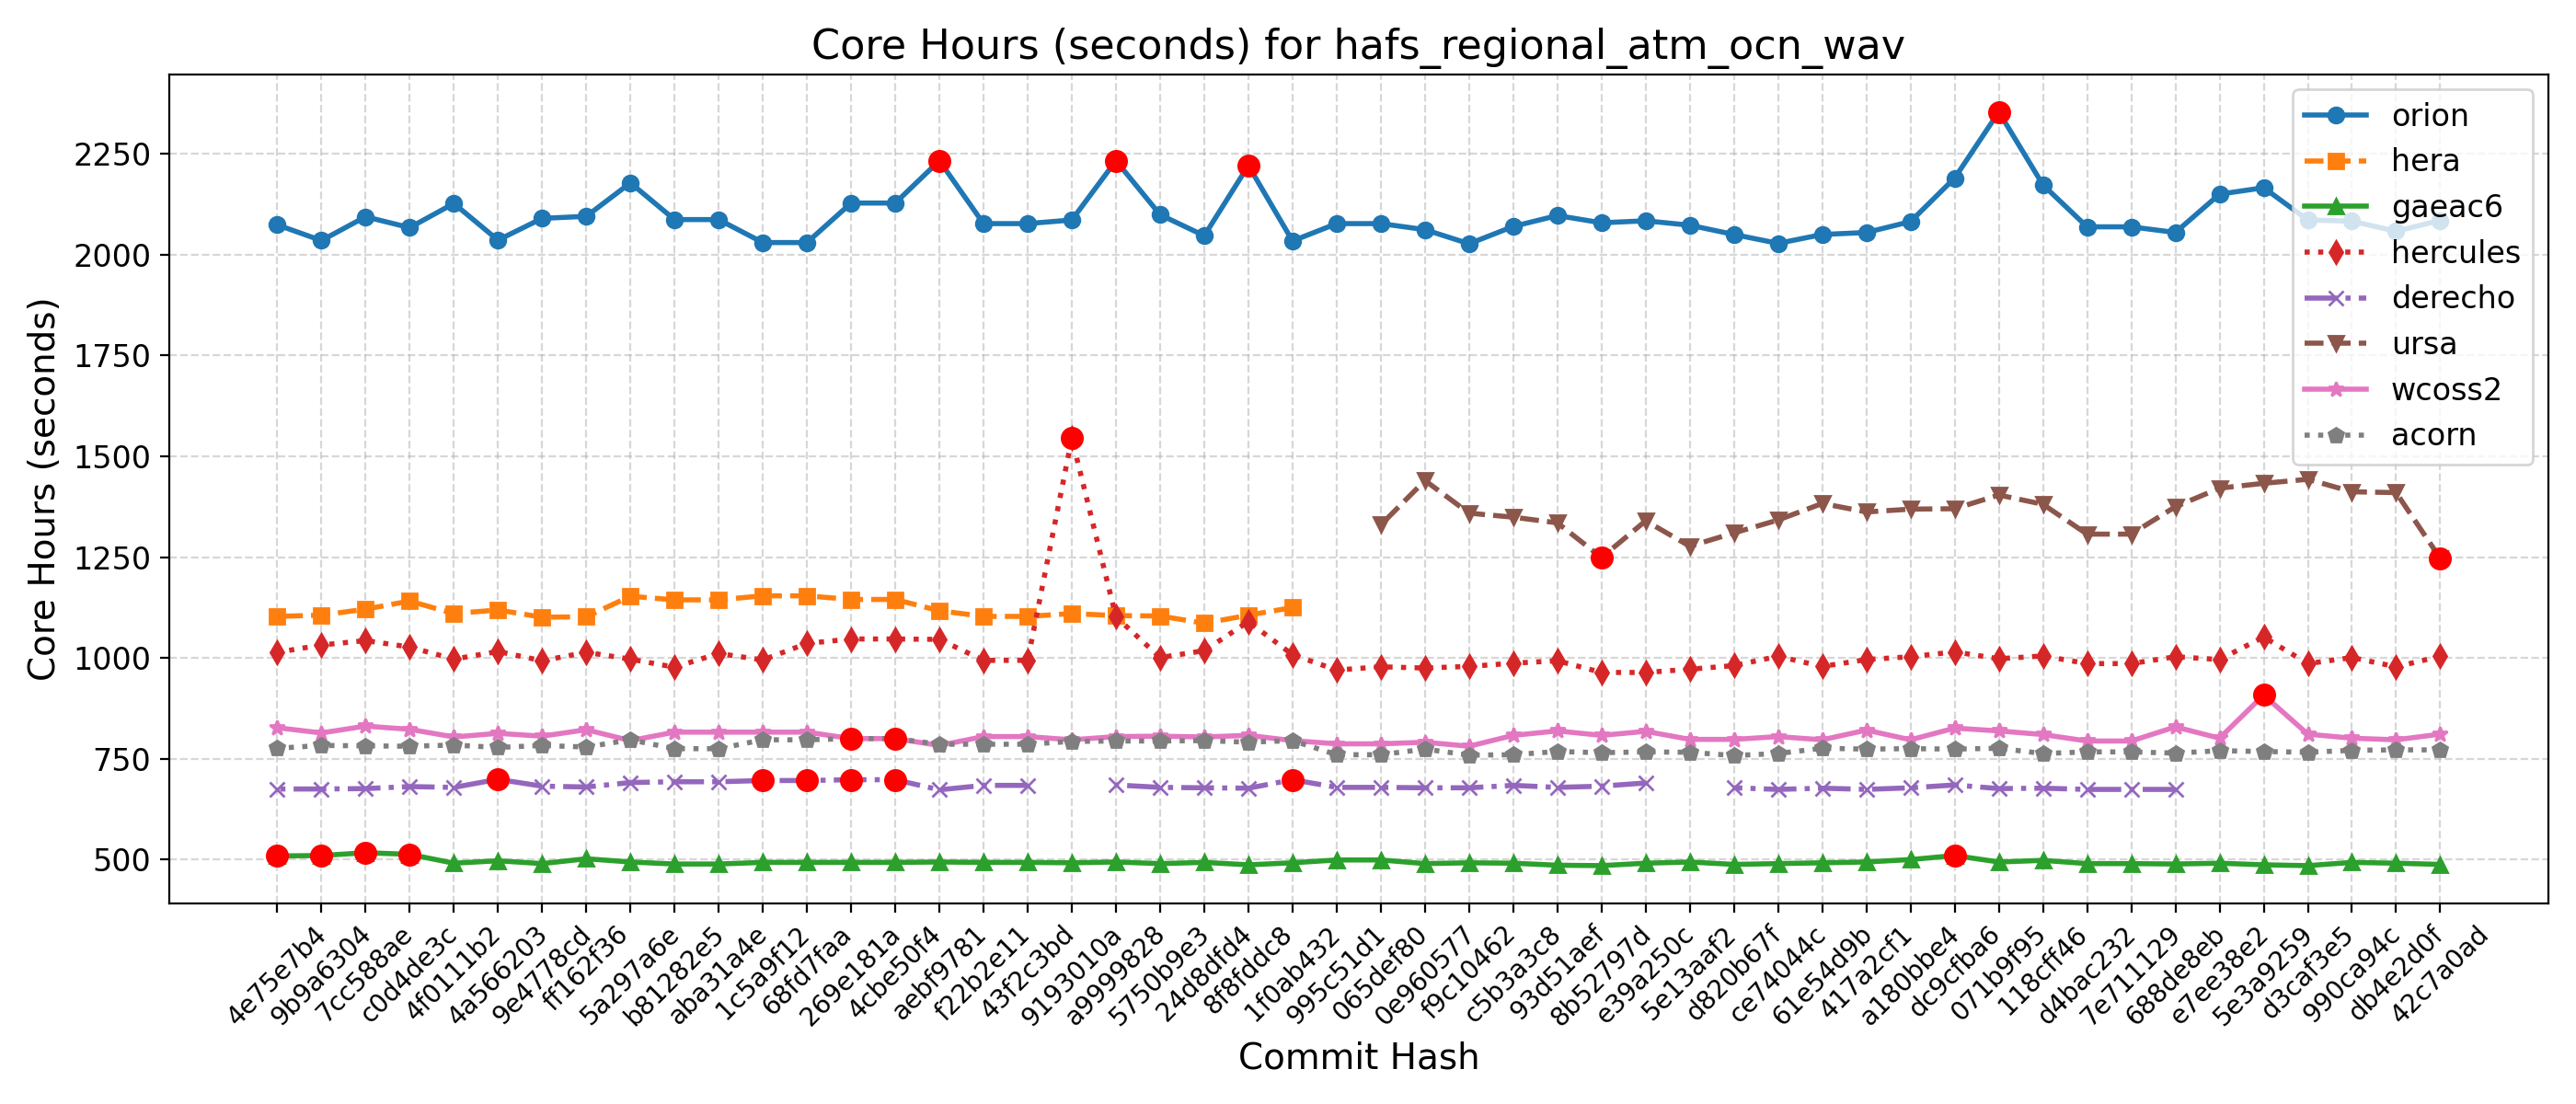 Core Hours (seconds) for hafs_regional_atm_ocn_wav
Core Hours (seconds)
2250
2000
1750
1500
1250
1000
750
500
orion
hera
gaeac6
hercules
derecho
ursa
wcoss2
acorn
4e75e7b4
9b9a6304
7cc588ae
c0d4de3c
4f0111b2
4a566203
9e4778cd
ff162f36
5a297a6e
b81282e5
aba31a4e
1c5a9f12
68fd7faa
269e181a
4cbe50f4
aebf9781
f22b2e11
43f2c3bd
9193010a
a9999828
5750b9e3
24d8dfd4
8f8fddc8
1f0ab432
995c51d1
065def80
0e960577
f9c10462
c5b3a3c8
93d51aef
8b52797d
e39a250c
5e13aaf2
d820b67f
ce74044c
61e54d9b
417a2cf1
a180bbe4
dc9cfba6
071b9f95
118cff46
d4bac232
7e711129
688de8eb
e7ee38e2
5e3a9259
d3caf3e5
990ca94c
db4e2d0f
42c7a0ad
Commit Hash